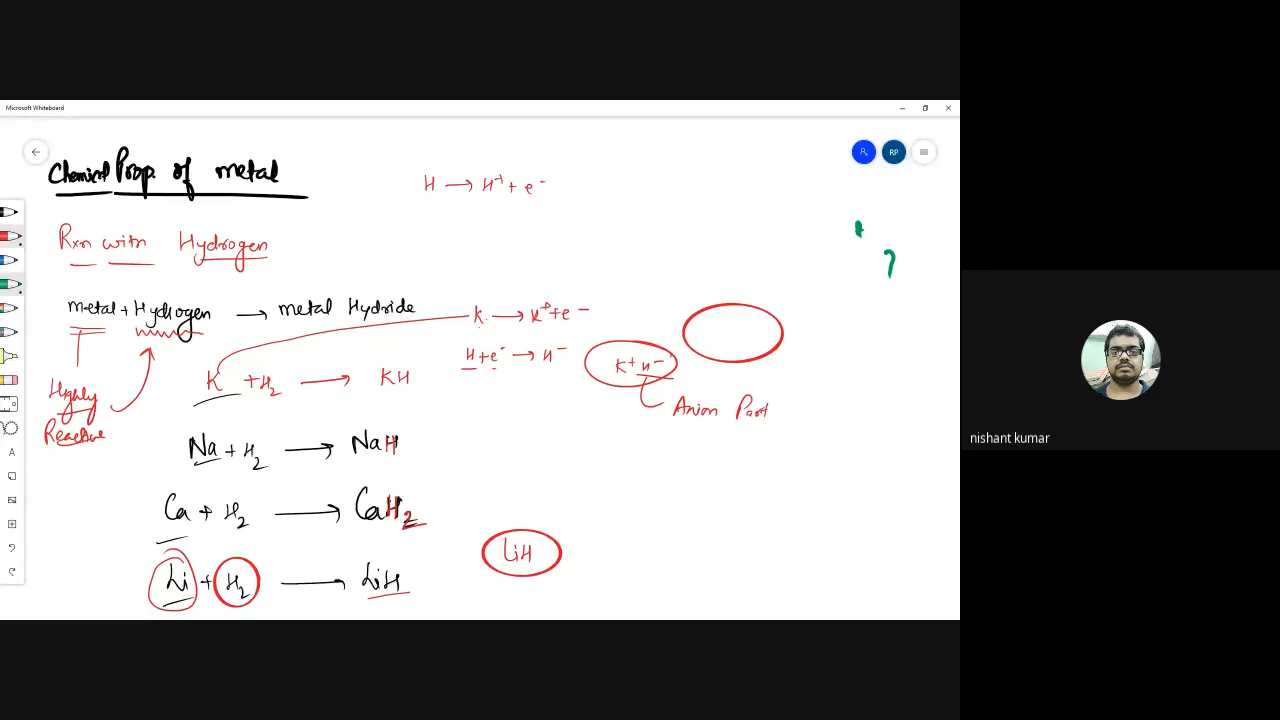 Microsoft Whiteboard
RP
Chemical Prop. of metal
H → H+ + e-
Rxn with Hydrogen
?
metal + Hydrogen → metal Hydride
K → K+ + e-
H + e- → H-
K+ H-
Anion Part
K + H2 → KH
Highly
Reactive
Na + H2 → NaH
Ca + H2 → CaH2
LiH
Li + H2 → LiH
A
nishant kumar